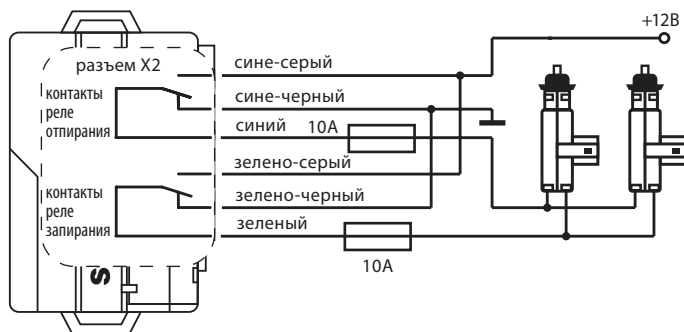 +12В
разъем X2
сине-серый
контакты
реле
отпирания
сине-черный
синий
10А
зелено-серый
контакты
реле
запирания
зелено-черный
зеленый
10А
S